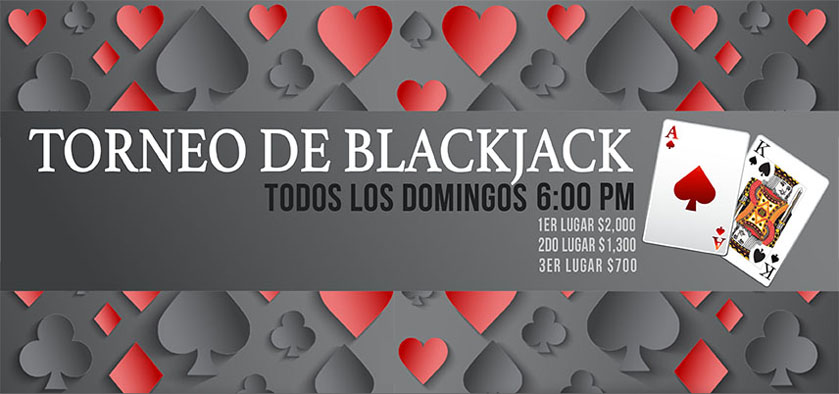 TORNEO DE BLACKJACK
TODOS LOS DOMINGOS 6:00 PM
1ER LUGAR $2,000
2DO LUGAR $1,300
3ER LUGAR $700
A
A
K
K